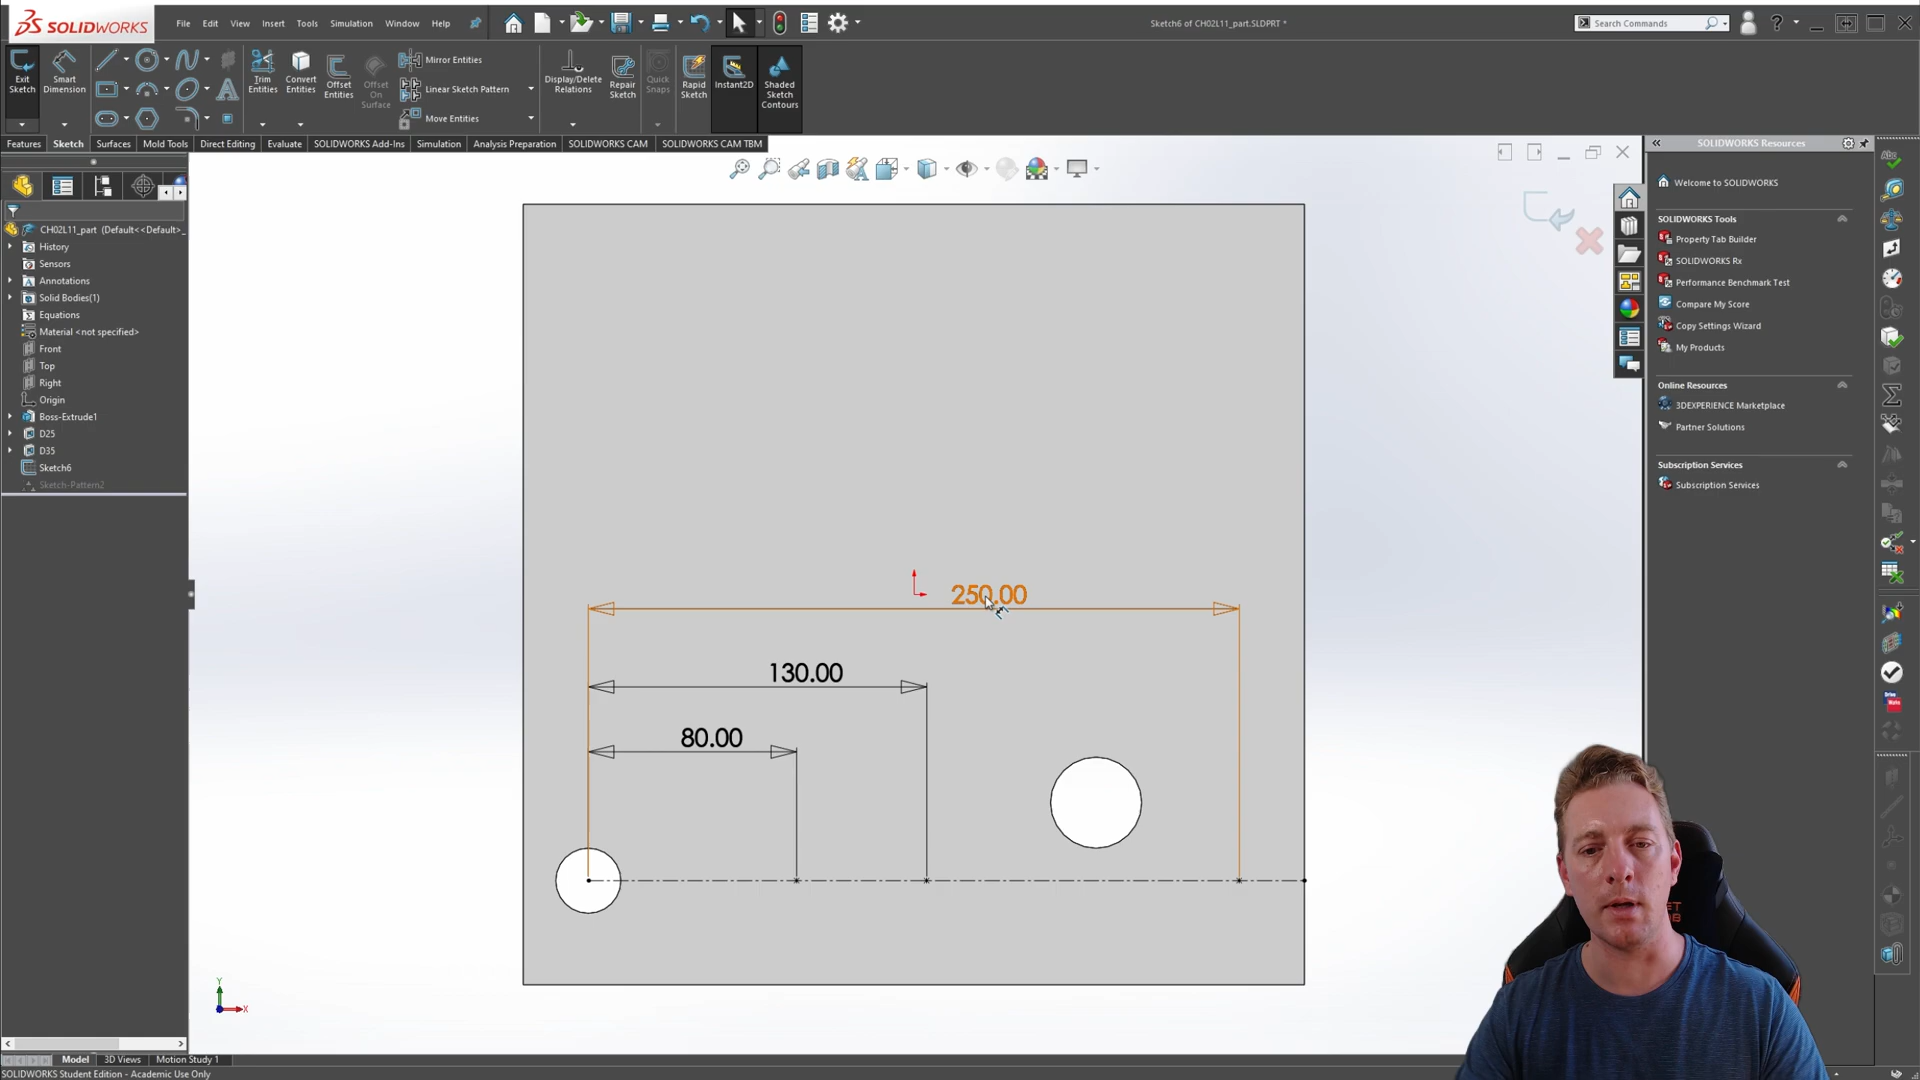 SOLIDWORKS
File Edit View Insert Tools Simulation Window Help
Sketch6 of CH02L11_part.SLDPRT *
Search Commands
Exit Sketch
Smart Dimension
Trim Entities
Convert Entities
Offset Entities
Offset On Surface
Mirror Entities
Linear Sketch Pattern
Move Entities
Display/Delete Relations
Repair Sketch
Quick Snaps
Rapid Sketch
Instant2D
Shaded Sketch Contours
Features Sketch Surfaces Mold Tools Direct Editing Evaluate SOLIDWORKS Add-Ins Simulation Analysis Preparation SOLIDWORKS CAM SOLIDWORKS CAM TBM
CH02L11_part (Default<<Default>_
History
Sensors
Annotations
Solid Bodies(1)
Equations
Material <not specified>
Front
Top
Right
Origin
Boss-Extrude1
D25
D35
Sketch6
Sketch-Pattern2
250.00
130.00
80.00
Y
X
SOLIDWORKS Resources
Welcome to SOLIDWORKS
SOLIDWORKS Tools
Property Tab Builder
SOLIDWORKS Rx
Performance Benchmark Test
Compare My Score
Copy Settings Wizard
My Products
Online Resources
3DEXPERIENCE Marketplace
Partner Solutions
Subscription Services
Subscription Services
Model 3D Views Motion Study 1
SOLIDWORKS Student Edition - Academic Use Only